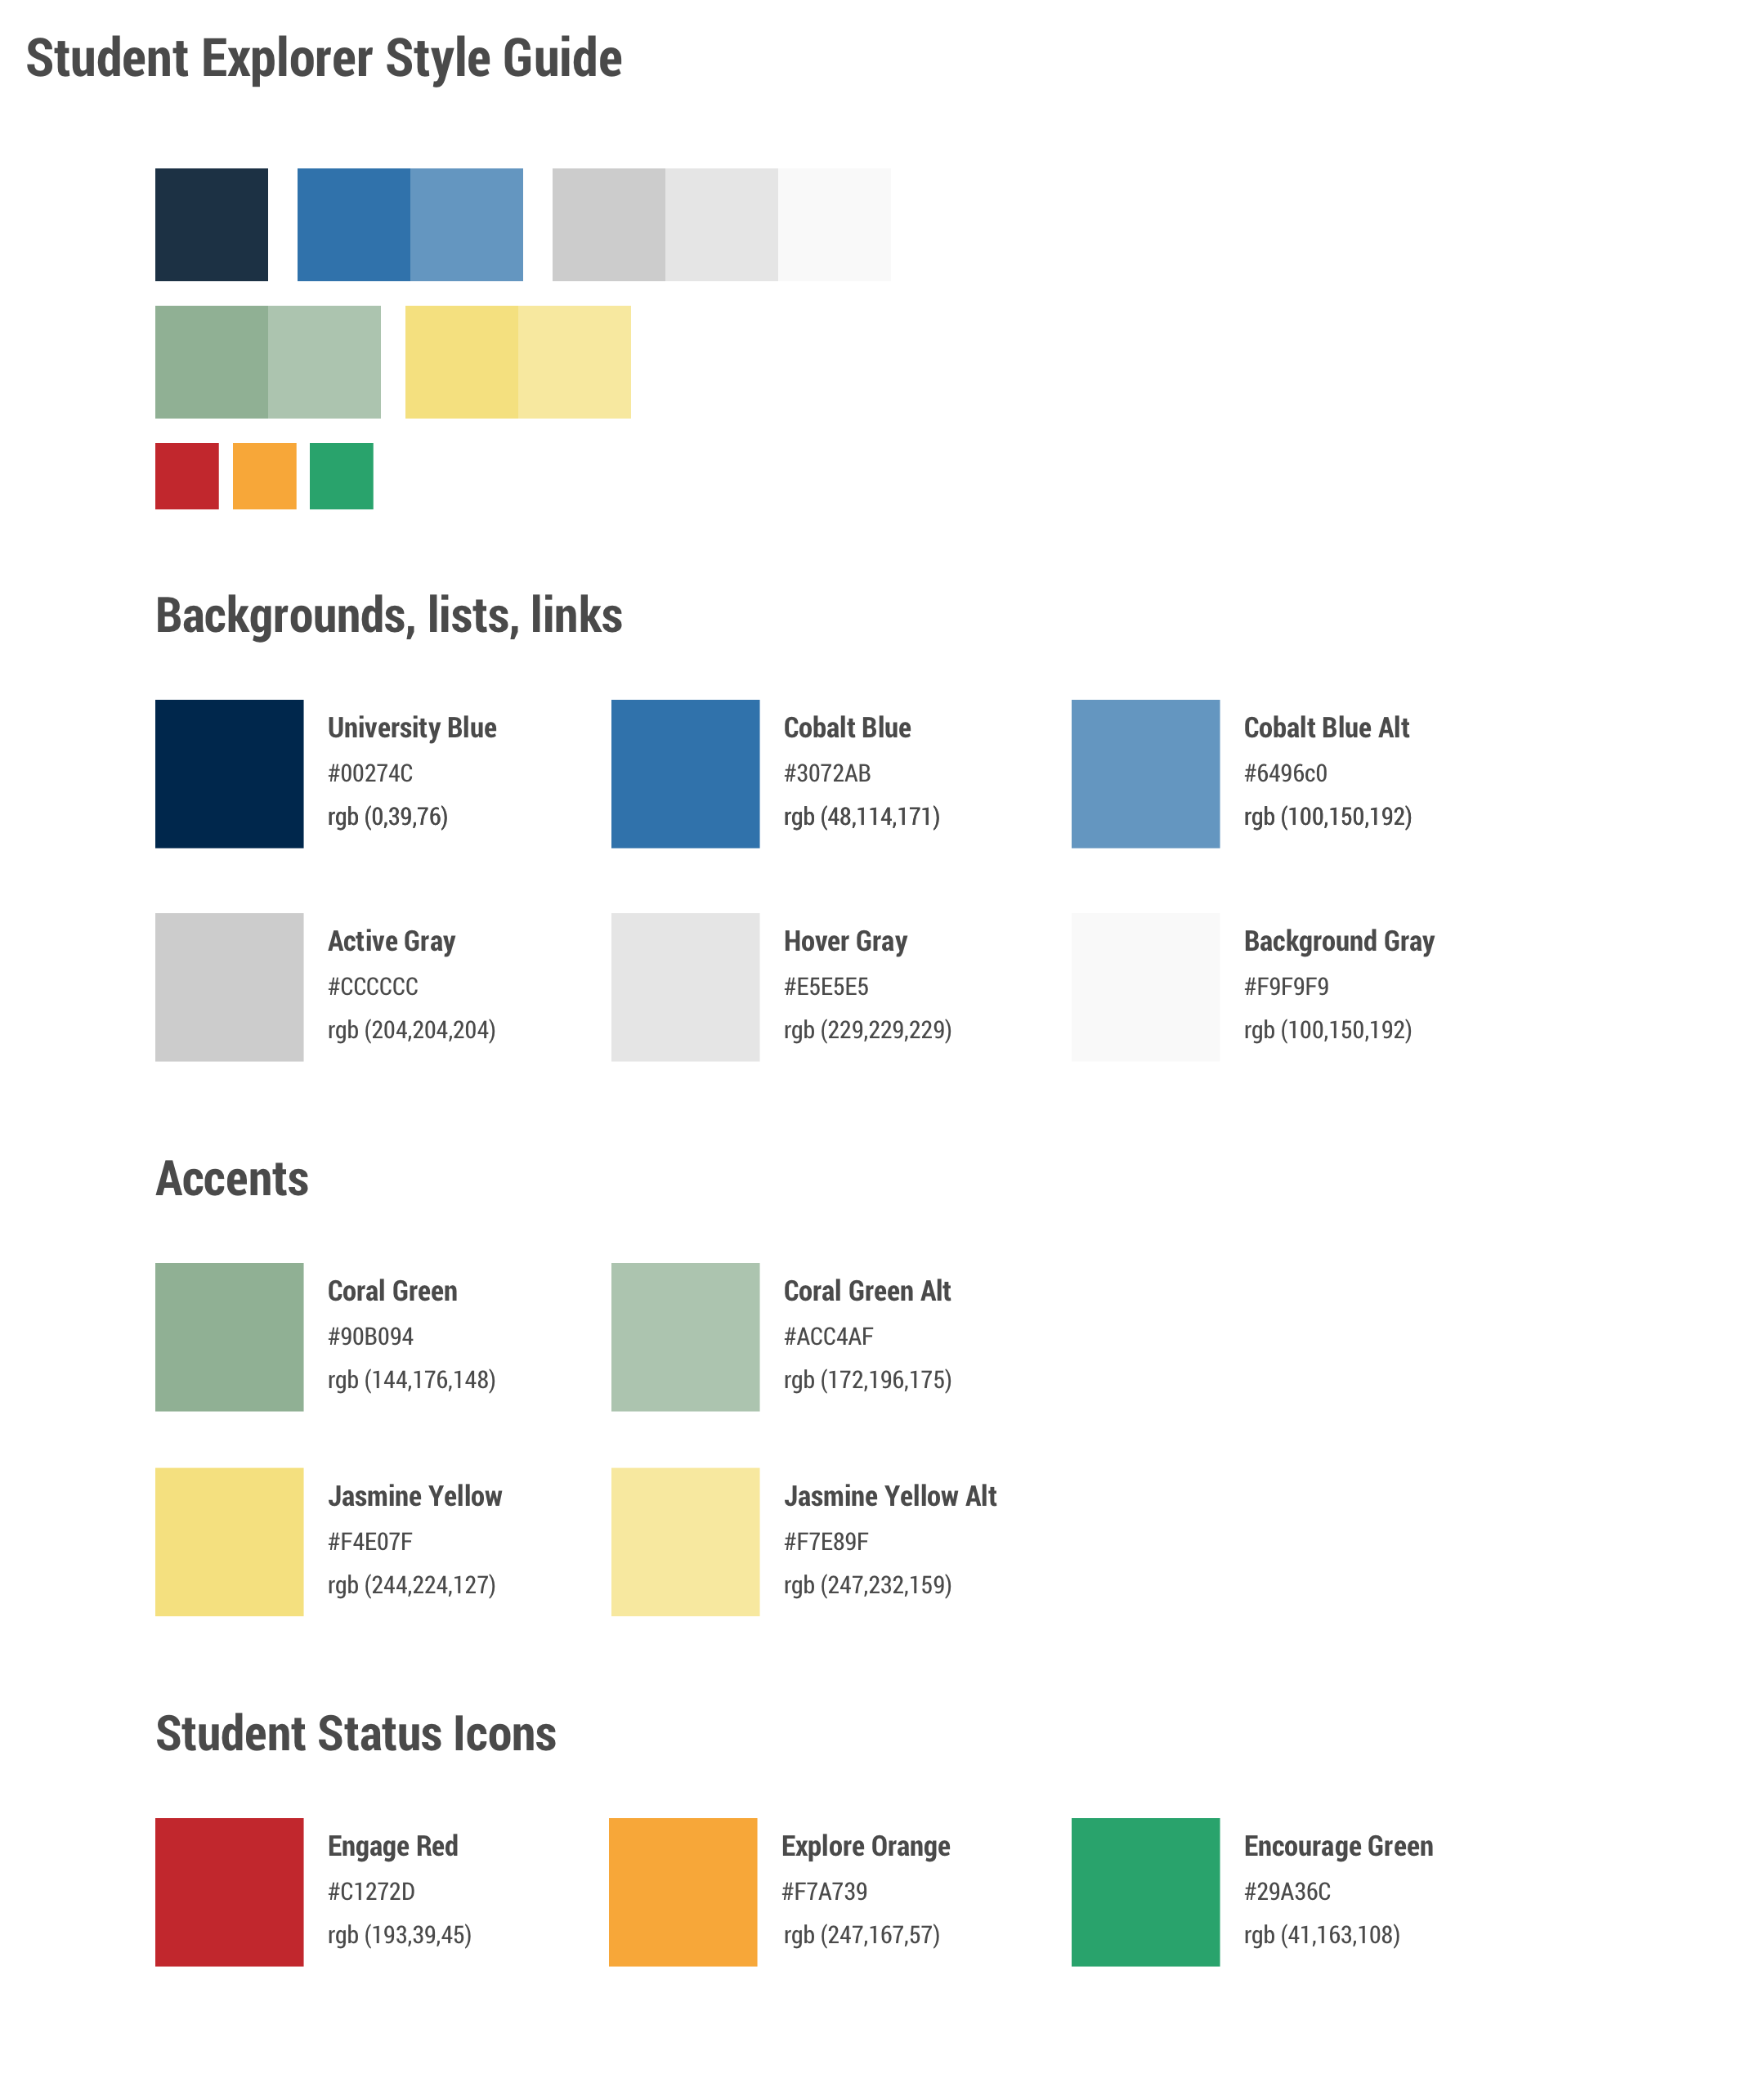 Student Explorer Style Guide
Backgrounds, lists, links
University Blue
#00274C
rgb (0,39,76)
Cobalt Blue
#3072AB
rgb (48,114,171)
Cobalt Blue Alt
#6496c0
rgb (100,150,192)
Active Gray
#CCCCCC
rgb (204,204,204)
Hover Gray
#E5E5E5
rgb (229,229,229)
Background Gray
#F9F9F9
rgb (100,150,192)
Accents
Coral Green
#90B094
rgb (144,176,148)
Coral Green Alt
#ACC4AF
rgb (172,196,175)
Jasmine Yellow
#F4E07F
rgb (244,224,127)
Jasmine Yellow Alt
#F7E89F
rgb (247,232,159)
Student Status Icons
Engage Red
#C1272D
rgb (193,39,45)
Explore Orange
#F7A739
rgb (247,167,57)
Encourage Green
#29A36C
rgb (41,163,108)